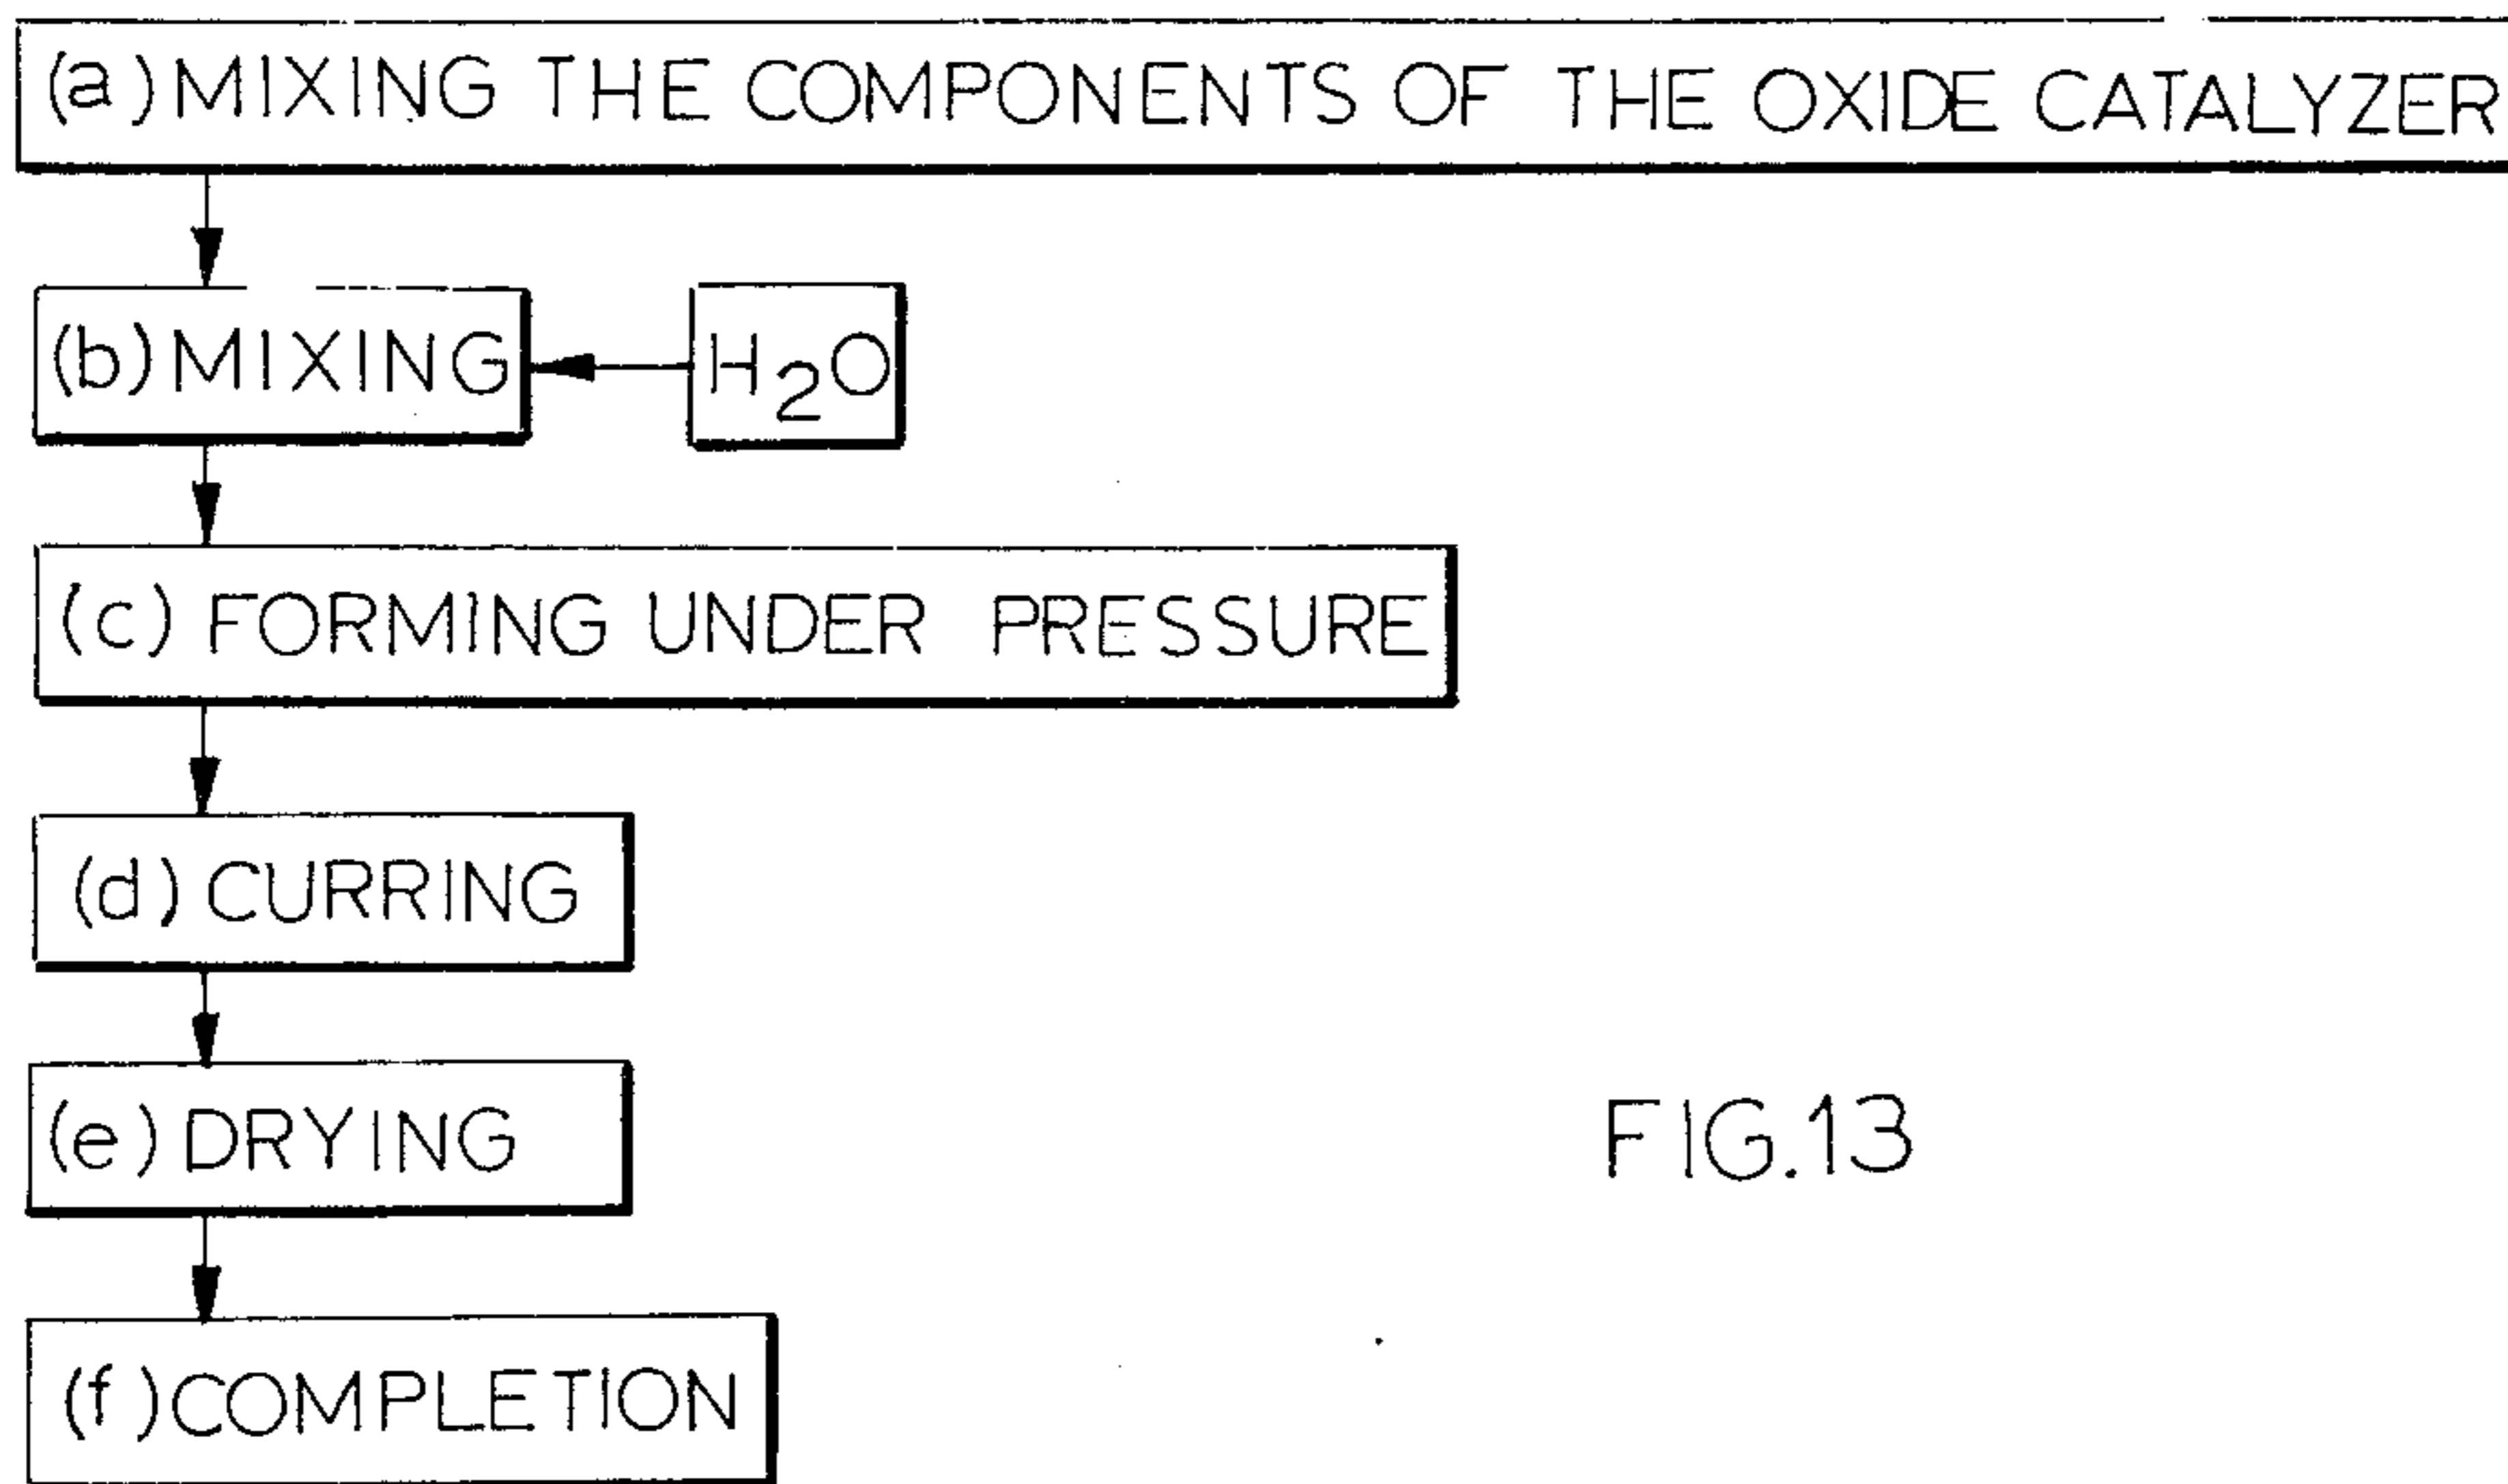 (a) MIXING THE COMPONENTS OF THE OXIDE CATALYZER
(b) MIXING
H₂O
(c) FORMING UNDER PRESSURE
(d) CURRING
(e) DRYING
(f) COMPLETION
FIG.13